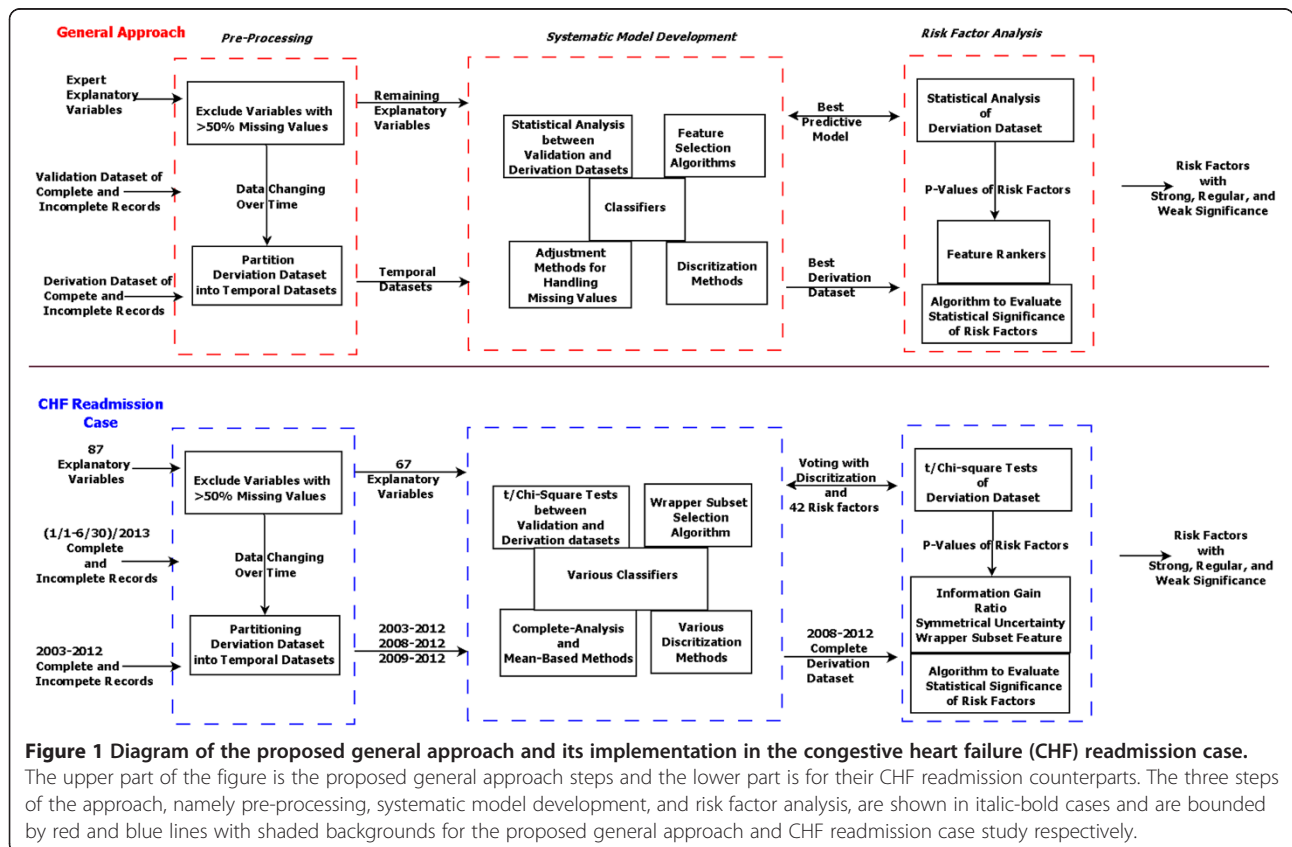 General Approach
Pre-Processing
Systematic Model Development
Risk Factor Analysis
Expert
Explanatory
Variables
Exclude Variables with
>50% Missing Values
Remaining
Explanatory
Variables
Validation Dataset of
Complete and
Incomplete Records
Data Changing
Over Time
Derivation Dataset of
Compete and
Incomplete Records
Partition
Derviation Dataset
into Temporal Datasets
Temporal
Datasets
Statistical Analysis
between
Validation and
Derivation Datasets
Feature
Selection
Algorithms
Classifiers
Adjustment
Methods for
Handling
Missing Values
Discritization
Methods
Best
Predictive
Model
Best
Derivation
Dataset
Statistical Analysis
of
Derviation Dataset
P-Values of Risk Factors
Feature Rankers
Algorithm to Evaluate
Statistical Significance
of Risk Factors
Risk Factors
with
Strong, Regular, and
Weak Significance
CHF Readmission
Case
87
Explanatory
Variables
Exclude Variables with
>50% Missing Values
67
Explanatory
Variables
(1/1-6/30)/2013
Complete
and
Incomplete Records
Data Changing
Over Time
2003-2012
Complete and
Incompete Records
Partitioning
Derviation Dataset
into Temporal Datasets
2003-2012
2008-2012
2009-2012
t/Chi-Square Tests
between
Validation and
Derivation datasets
Wrapper Subset
Selection
Algorithm
Various Classifiers
Complete-Analysis
and
Mean-Based Methods
Various
Discritization
Methods
Voting with
Discritization
and
42 Risk factors
2008-2012
Complete
Derivation
Dataset
t/Chi-square Tests
of
Derviation Dataset
P-Values of Risk Factors
Information Gain
Ratio
Symmetrical Uncertainty
Wrapper Subset Feature
Algorithm to Evaluate
Statistical Significance
of Risk Factors
Risk Factors
with
Strong, Regular, and
Weak Significance
Figure 1 Diagram of the proposed general approach and its implementation in the congestive heart failure (CHF) readmission case.
The upper part of the figure is the proposed general approach steps and the lower part is for their CHF readmission counterparts. The three steps
of the approach, namely pre-processing, systematic model development, and risk factor analysis, are shown in italic-bold cases and are bounded
by red and blue lines with shaded backgrounds for the proposed general approach and CHF readmission case study respectively.